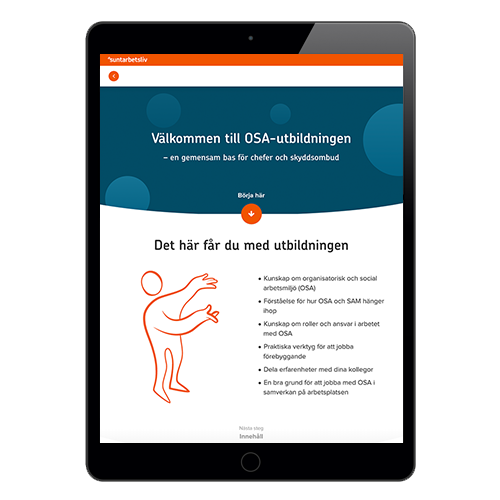 suntarbetsliv
Välkommen till OSA-utbildningen
– en gemensam bas för chefer och skyddsombud
Börja här
Det här får du med utbildningen
• Kunskap om organisatorisk och social
arbetsmiljö (OSA)
• Förståelse för hur OSA och SAM hänger
ihop
• Kunskap om roller och ansvar i arbetet
med OSA
• Praktiska verktyg för att jobba
förebyggande
• Dela erfarenheter med dina kollegor
• En bra grund för att jobba med OSA i
samverkan på arbetsplatsen
Nästa steg
Innehåll